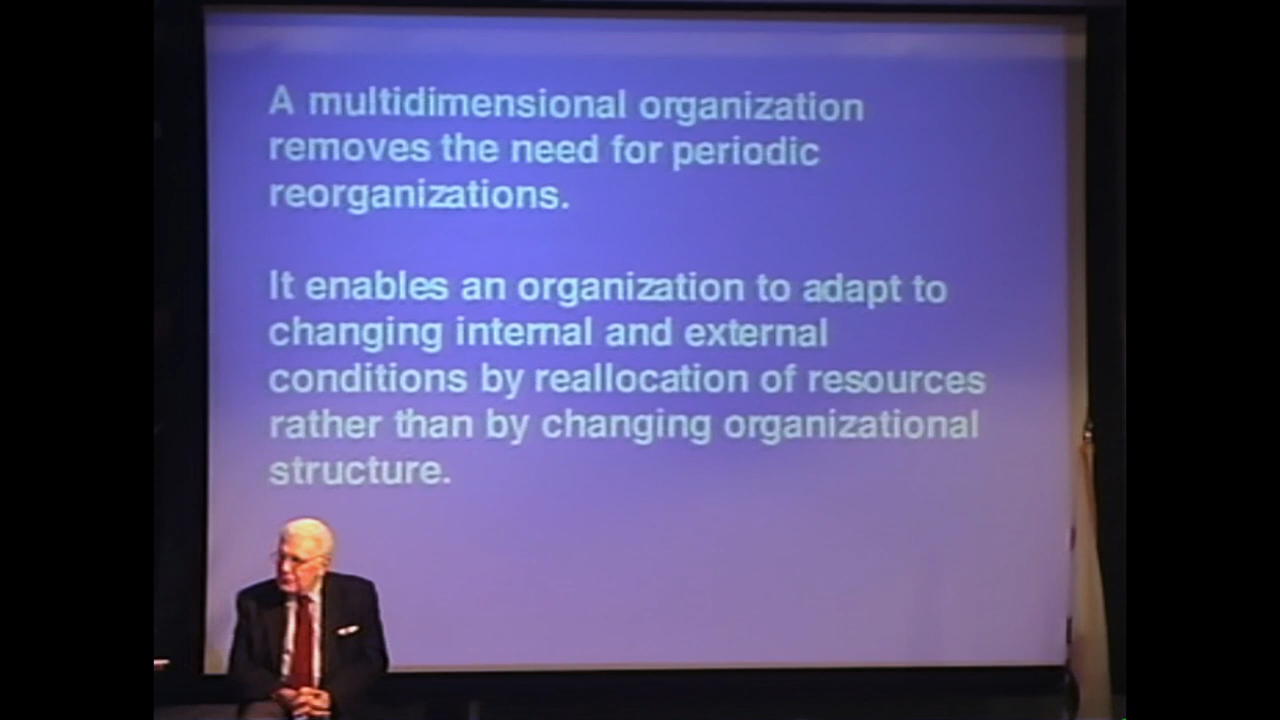 A multidimensional organization
removes the need for periodic
reorganizations.
It enables an organization to adapt to
changing internal and external
conditions by reallocation of resources
rather than by changing organizational
structure.